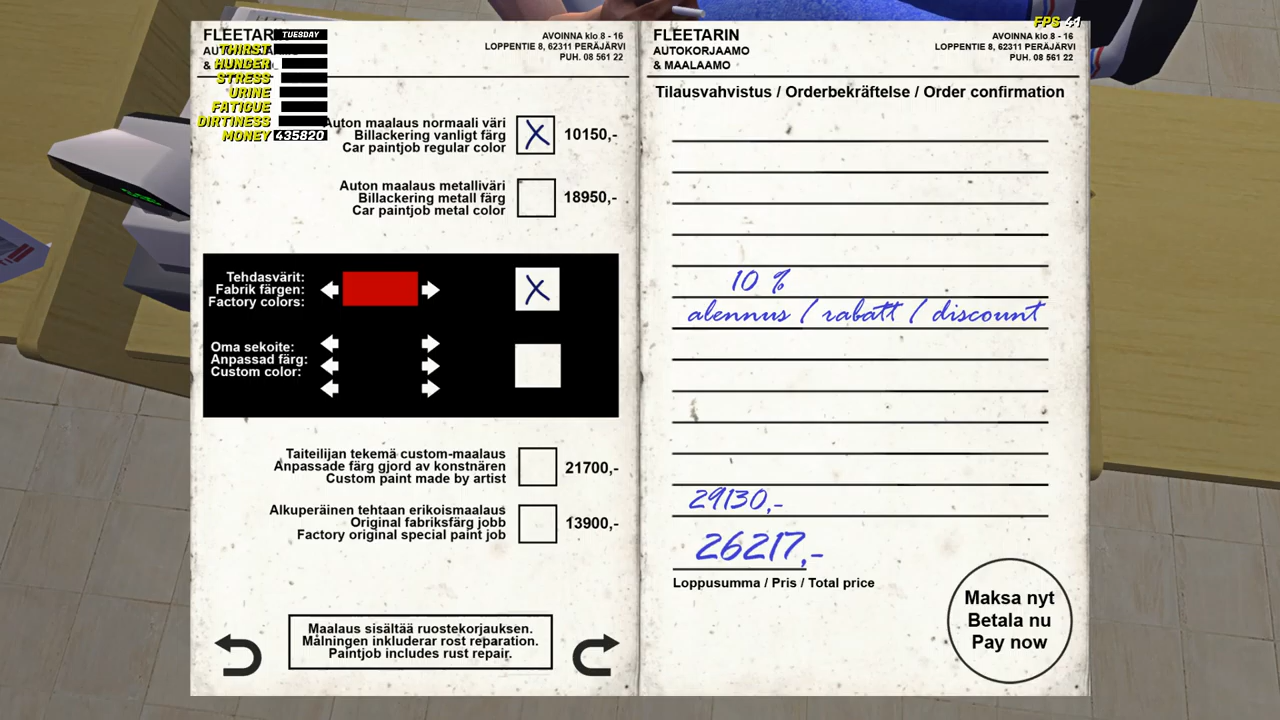 FLEETARIN
TUESDAY
AUTOKORJAAMO
& MAALAAMO
THIRST
HUNGER
STRESS
URINE
FATIGUE
DIRTINESS
MONEY 435820
AVOINNA klo 8 - 16
LOPPENTIE 8, 62311 PERÄJÄRVI
PUH. 08 561 22
Auton maalaus normaali väri
Billackering vanligt färg
Car paintjob regular color
X
10150,-
Auton maalaus metalliväri
Billackering metall färg
Car paintjob metal color
18950,-
Tehdasvärit:
Fabrik färgen:
Factory colors:
X
Oma sekoite:
Anpassad färg:
Custom color:
Taiteilijan tekemä custom-maalaus
Anpassade färg gjord av konstnären
Custom paint made by artist
21700,-
Alkuperäinen tehtaan erikoismaalaus
Original fabriksfärg jobb
Factory original special paint job
13900,-
Maalaus sisältää ruostekorjauksen.
Målningen inkluderar rost reparation.
Paintjob includes rust repair.
FPS 41
FLEETARIN
AUTOKORJAAMO
& MAALAAMO
AVOINNA klo 8 - 16
LOPPENTIE 8, 62311 PERÄJÄRVI
PUH. 08 561 22
Tilausvahvistus / Orderbekräftelse / Order confirmation
10 %
alennus / rabatt / discount
29130,-
26217,-
Loppusumma / Pris / Total price
Maksa nyt
Betala nu
Pay now